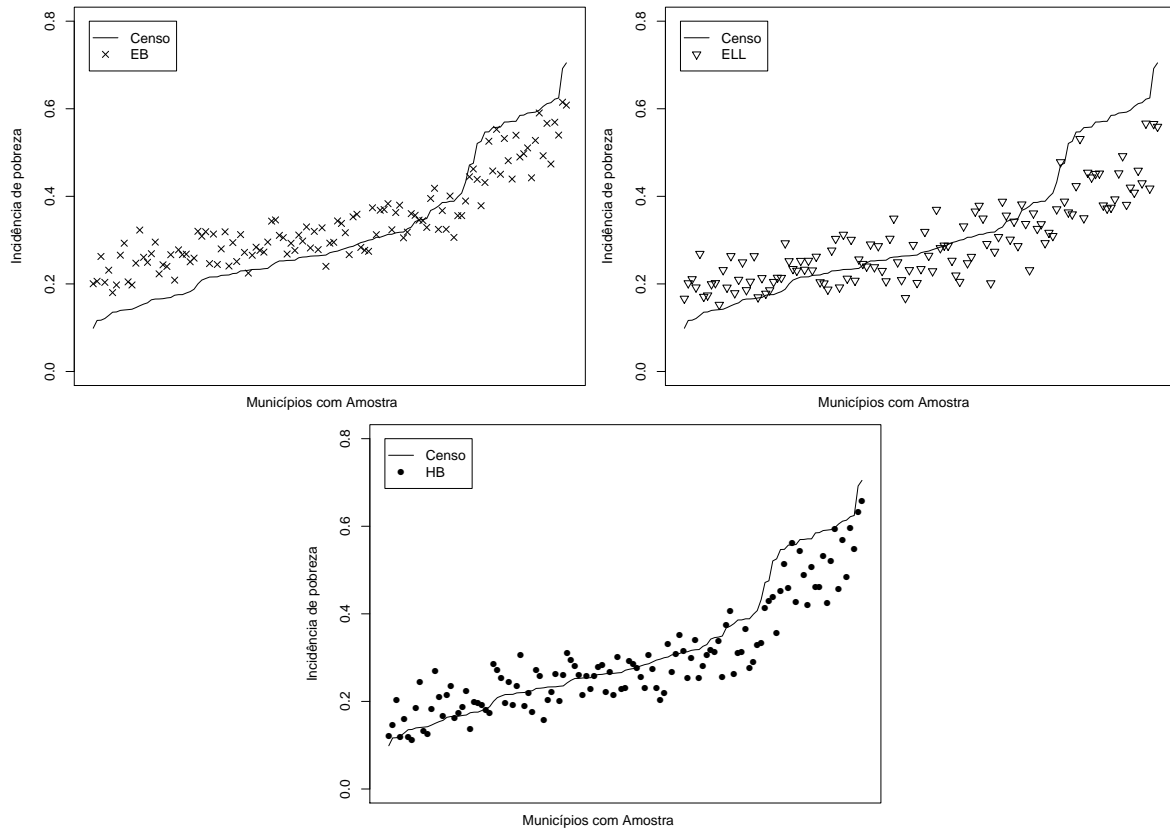 Censo
EB
Incidência de pobreza
0.0
0.2
0.4
0.6
0.8
Municípios com Amostra
Censo
ELL
Incidência de pobreza
0.0
0.2
0.4
0.6
0.8
Municípios com Amostra
Censo
HB
Incidência de pobreza
0.0
0.2
0.4
0.6
0.8
Municípios com Amostra